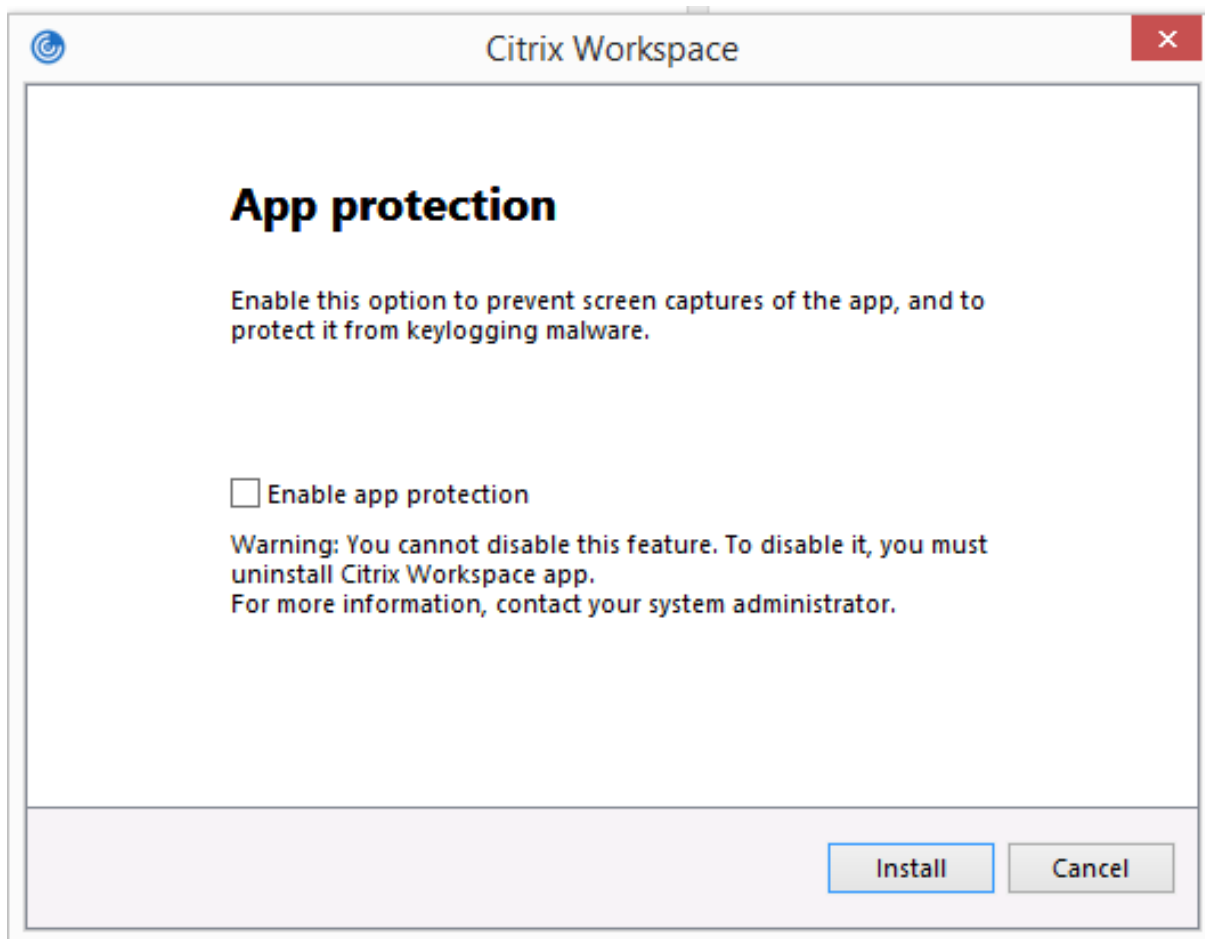 Citrix Workspace
App protection
Enable this option to prevent screen captures of the app, and to
protect it from keylogging malware.
Enable app protection
Warning: You cannot disable this feature. To disable it, you must
uninstall Citrix Workspace app.
For more information, contact your system administrator.
Install
Cancel